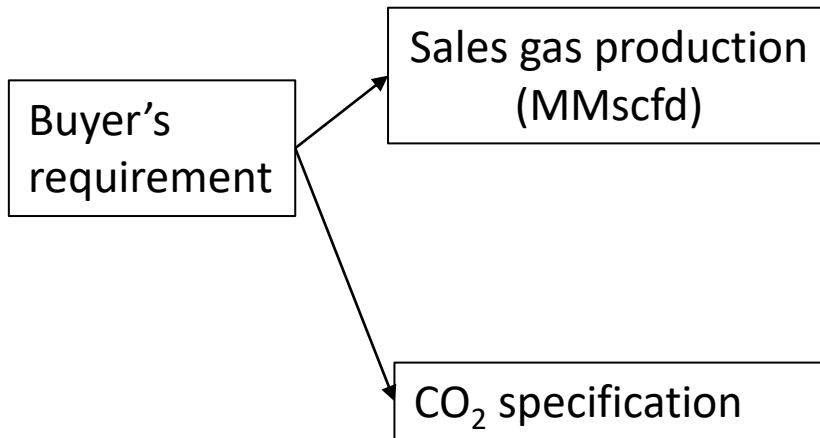 Sales gas production
(MMscfd)
Buyer’s
requirement
CO₂ specification